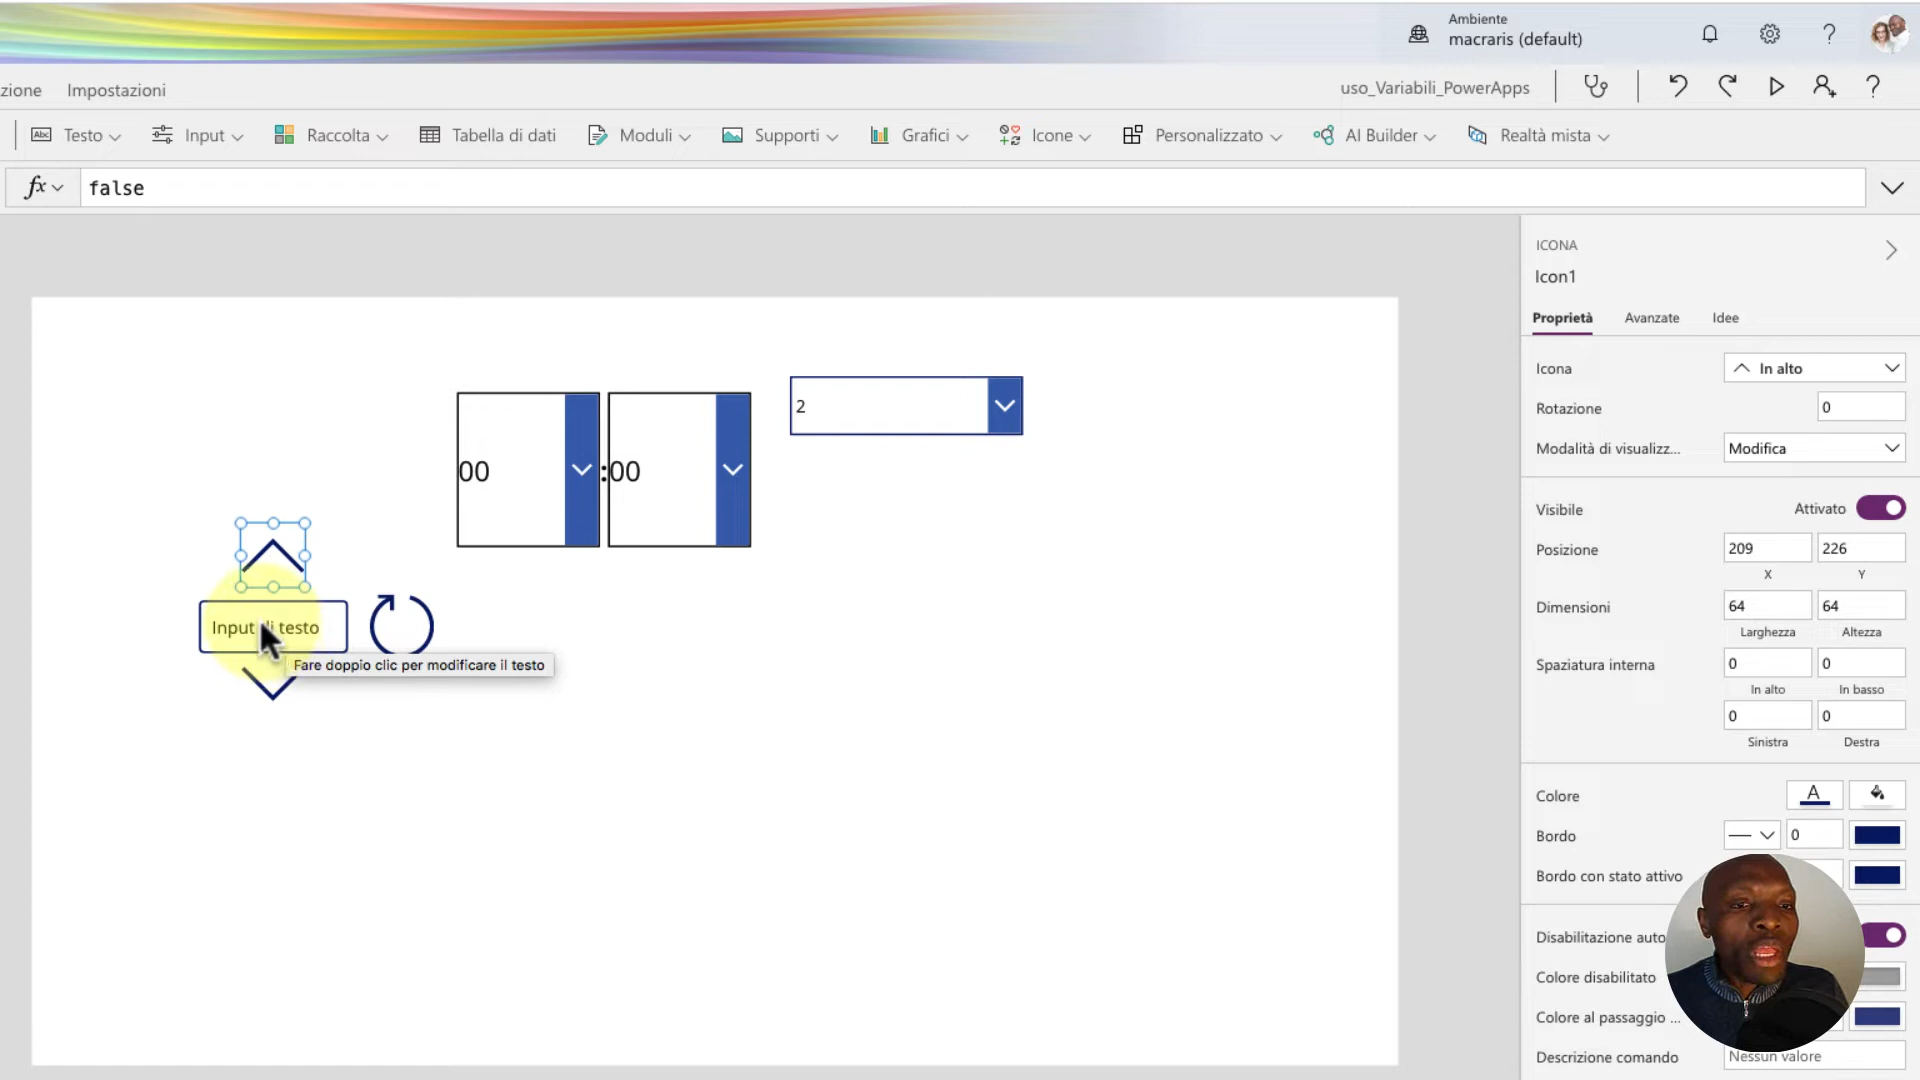 Ambiente
macraris (default)
zione
Impostazioni
uso_Variabili_PowerApps
Abc
Testo
Input
Raccolta
Tabella di dati
Moduli
Supporti
Grafici
Icone
Personalizzato
AI Builder
Realtà mista
fx
false
ICONA
Icon1
Proprietà
Avanzate
Idee
Icona
In alto
Rotazione
0
Modalità di visualizz...
Modifica
Visibile
Attivato
Posizione
209
226
X
Y
Dimensioni
64
64
Larghezza
Altezza
Spaziatura interna
0
0
In alto
In basso
0
0
Sinistra
Destra
Colore
A
Bordo
0
Bordo con stato attivo
Disabilitazione auto
Colore disabilitato
Colore al passaggio ...
Descrizione comando
Nessun valore
00
:
00
2
Input di testo
Fare doppio clic per modificare il testo